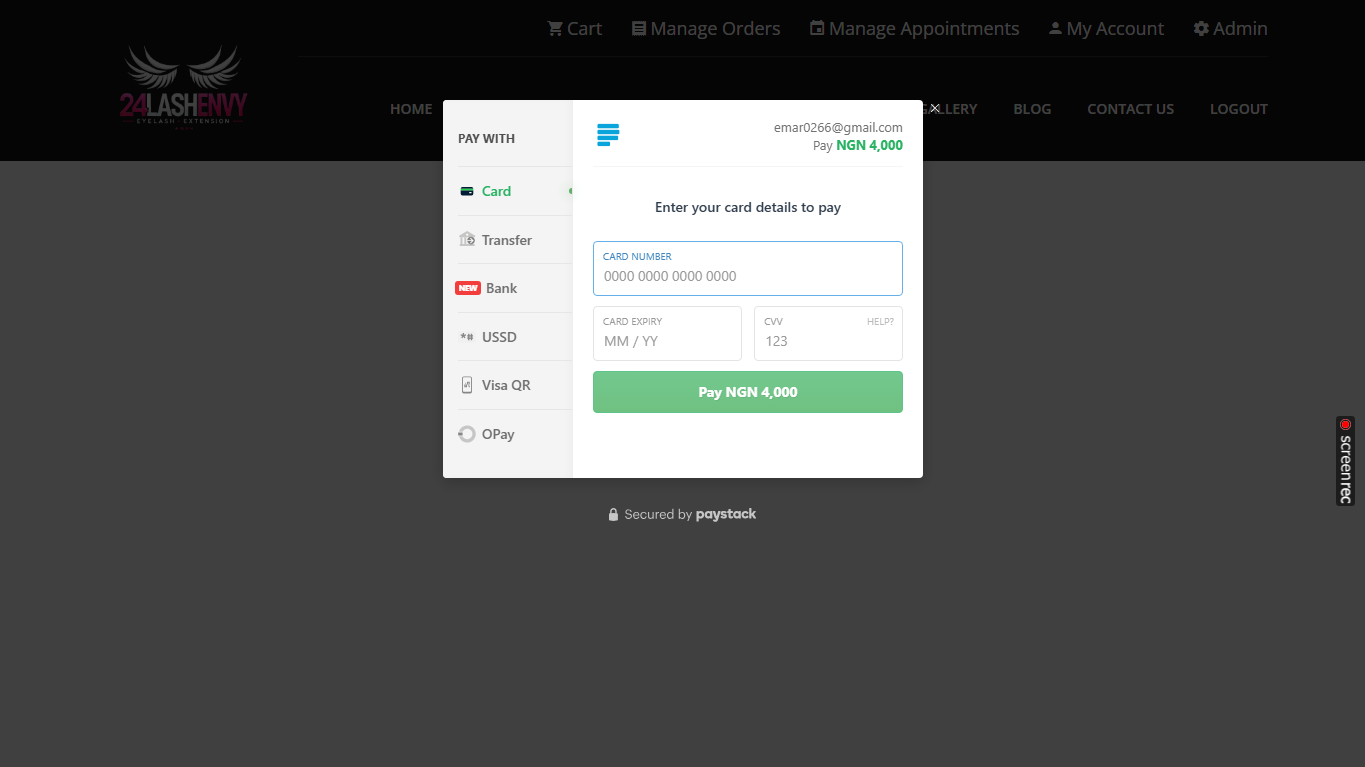 Cart Manage Orders Manage Appointments My Account Admin
24LASHENVY
EYELASH EXTENSION
HOME
GALLERY BLOG CONTACT US LOGOUT
PAY WITH
Card
Transfer
NEW Bank
*# USSD
Visa QR
OPay
emar0266@gmail.com
Pay NGN 4,000
Enter your card details to pay
CARD NUMBER
0000 0000 0000 0000
CARD EXPIRY
MM / YY
CVV HELP?
123
Pay NGN 4,000
Secured by paystack
screenrec